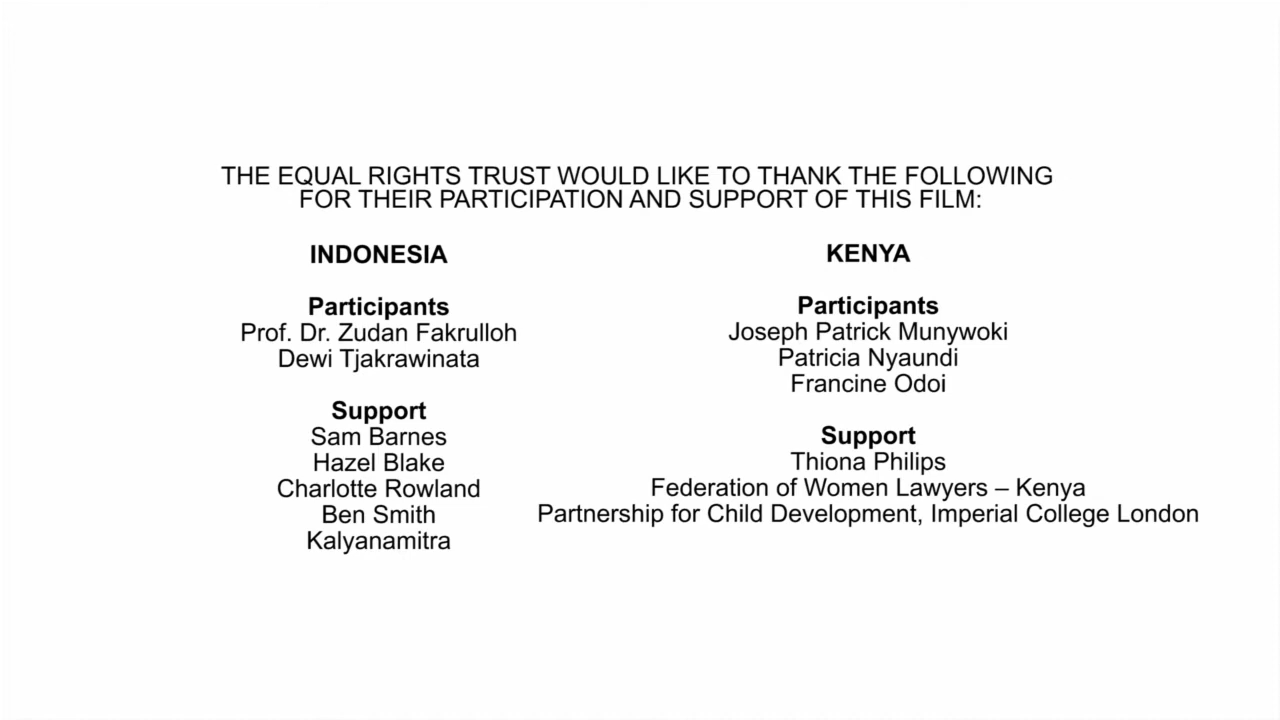 THE EQUAL RIGHTS TRUST WOULD LIKE TO THANK THE FOLLOWING
FOR THEIR PARTICIPATION AND SUPPORT OF THIS FILM:
INDONESIA
Participants
Prof. Dr. Zudan Fakrulloh
Dewi Tjakrawinata
Support
Sam Barnes
Hazel Blake
Charlotte Rowland
Ben Smith
Kalyanamitra
KENYA
Participants
Joseph Patrick Munywoki
Patricia Nyaundi
Francine Odoi
Support
Thiona Philips
Federation of Women Lawyers – Kenya
Partnership for Child Development, Imperial College London